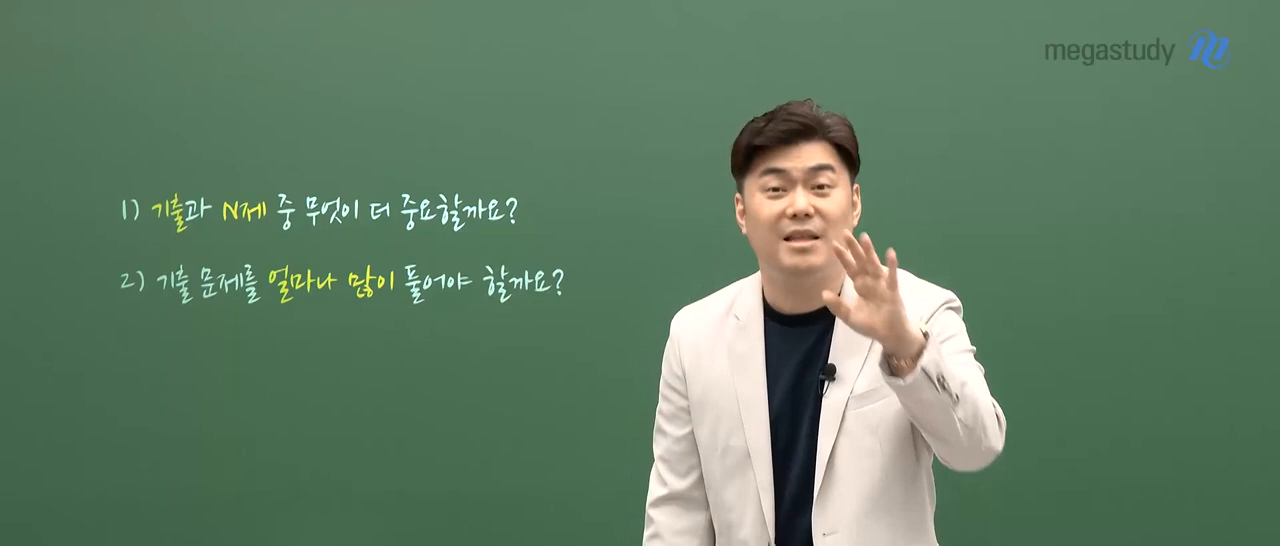 megastudy
1) 기출과 N제 중 무엇이 더 중요할까요?
2) 기출 문제를 얼마나 많이 풀어야 할까요?